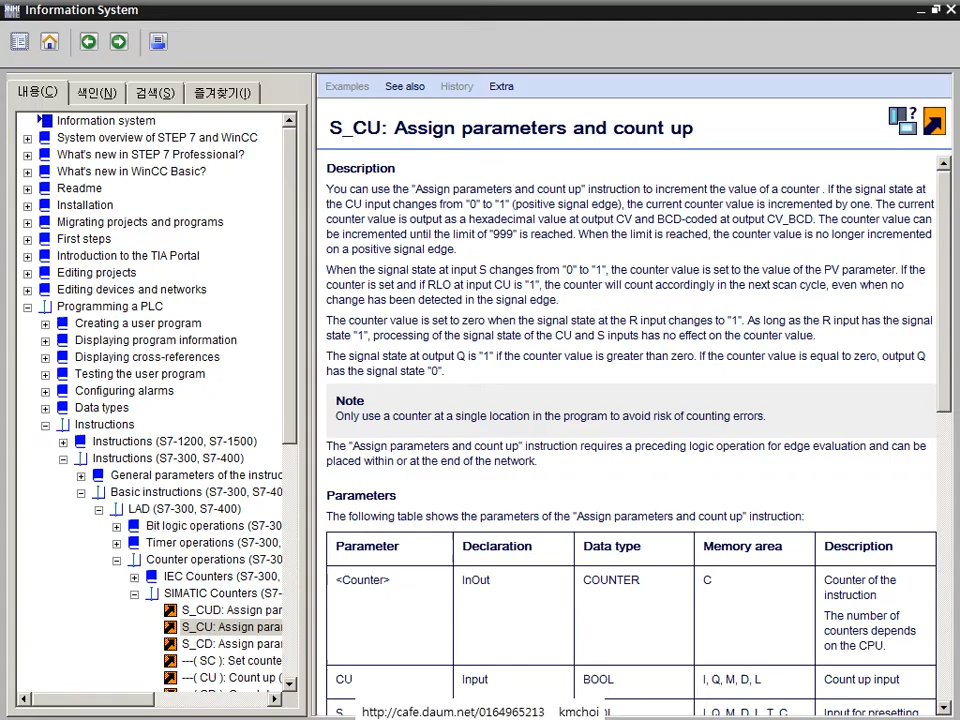 Information System
내용(C) 색인(N) 검색(S) 즐겨찾기(I)
Information system
System overview of STEP 7 and WinCC
What's new in STEP 7 Professional?
What's new in WinCC Basic?
Readme
Installation
Migrating projects and programs
First steps
Introduction to the TIA Portal
Editing projects
Editing devices and networks
Programming a PLC
Creating a user program
Displaying program information
Displaying cross-references
Testing the user program
Configuring alarms
Data types
Instructions
Instructions (S7-1200, S7-1500)
Instructions (S7-300, S7-400)
General parameters of the instruc
Basic instructions (S7-300, S7-40
LAD (S7-300, S7-400)
Bit logic operations (S7-30
Timer operations (S7-300,
Counter operations (S7-30
IEC Counters (S7-300,
SIMATIC Counters (S7-
S_CUD: Assign par
S_CU: Assign para
S_CD: Assign para
---( SC ): Set counte
---( CU ): Count up (
Examples See also History Extra
S_CU: Assign parameters and count up
Description
You can use the "Assign parameters and count up" instruction to increment the value of a counter . If the signal state at
the CU input changes from "0" to "1" (positive signal edge), the current counter value is incremented by one. The current
counter value is output as a hexadecimal value at output CV and BCD-coded at output CV_BCD. The counter value can
be incremented until the limit of "999" is reached. When the limit is reached, the counter value is no longer incremented
on a positive signal edge.
When the signal state at input S changes from "0" to "1", the counter value is set to the value of the PV parameter. If the
counter is set and if RLO at input CU is "1", the counter will count accordingly in the next scan cycle, even when no
change has been detected in the signal edge.
The counter value is set to zero when the signal state at the R input changes to "1". As long as the R input has the signal
state "1", processing of the signal state of the CU and S inputs has no effect on the counter value.
The signal state at output Q is "1" if the counter value is greater than zero. If the counter value is equal to zero, output Q
has the signal state "0".
Note
Only use a counter at a single location in the program to avoid risk of counting errors.
The "Assign parameters and count up" instruction requires a preceding logic operation for edge evaluation and can be
placed within or at the end of the network.
Parameters
The following table shows the parameters of the "Assign parameters and count up" instruction:
Parameter Declaration Data type Memory area Description
<Counter> InOut COUNTER C Counter of the
instruction
The number of
counters depends
on the CPU.
CU Input BOOL I, Q, M, D, L Count up input
S I, Q, M, D, L, T, C Input for presetting
http://cafe.daum.net/0164965213 kmchoi